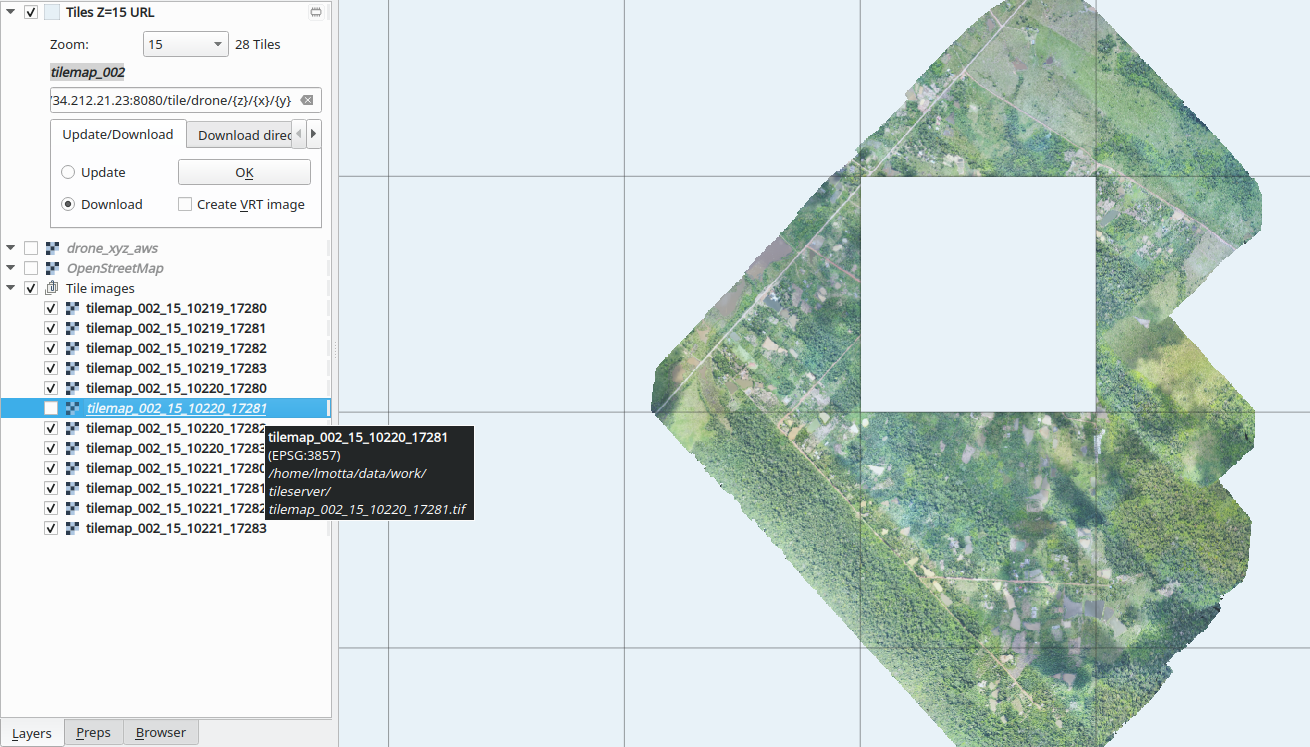 Tiles Z=15 URL
Zoom: 15 28 Tiles
tilemap_002
'34.212.21.23:8080/tile/drone/{z}/{x}/{y}
Update/Download Download direc
Update OK
Download Create VRT image
drone_xyz_aws
OpenStreetMap
Tile images
tilemap_002_15_10219_17280
tilemap_002_15_10219_17281
tilemap_002_15_10219_17282
tilemap_002_15_10219_17283
tilemap_002_15_10220_17280
tilemap_002_15_10220_17281
tilemap_002_15_10220_17282
tilemap_002_15_10220_17283
tilemap_002_15_10221_17280
tilemap_002_15_10221_17281
tilemap_002_15_10221_17282
tilemap_002_15_10221_17283
tilemap_002_15_10220_17281
(EPSG:3857)
/home/lmotta/data/work/
tileserver/
tilemap_002_15_10220_17281.tif
Layers Preps Browser